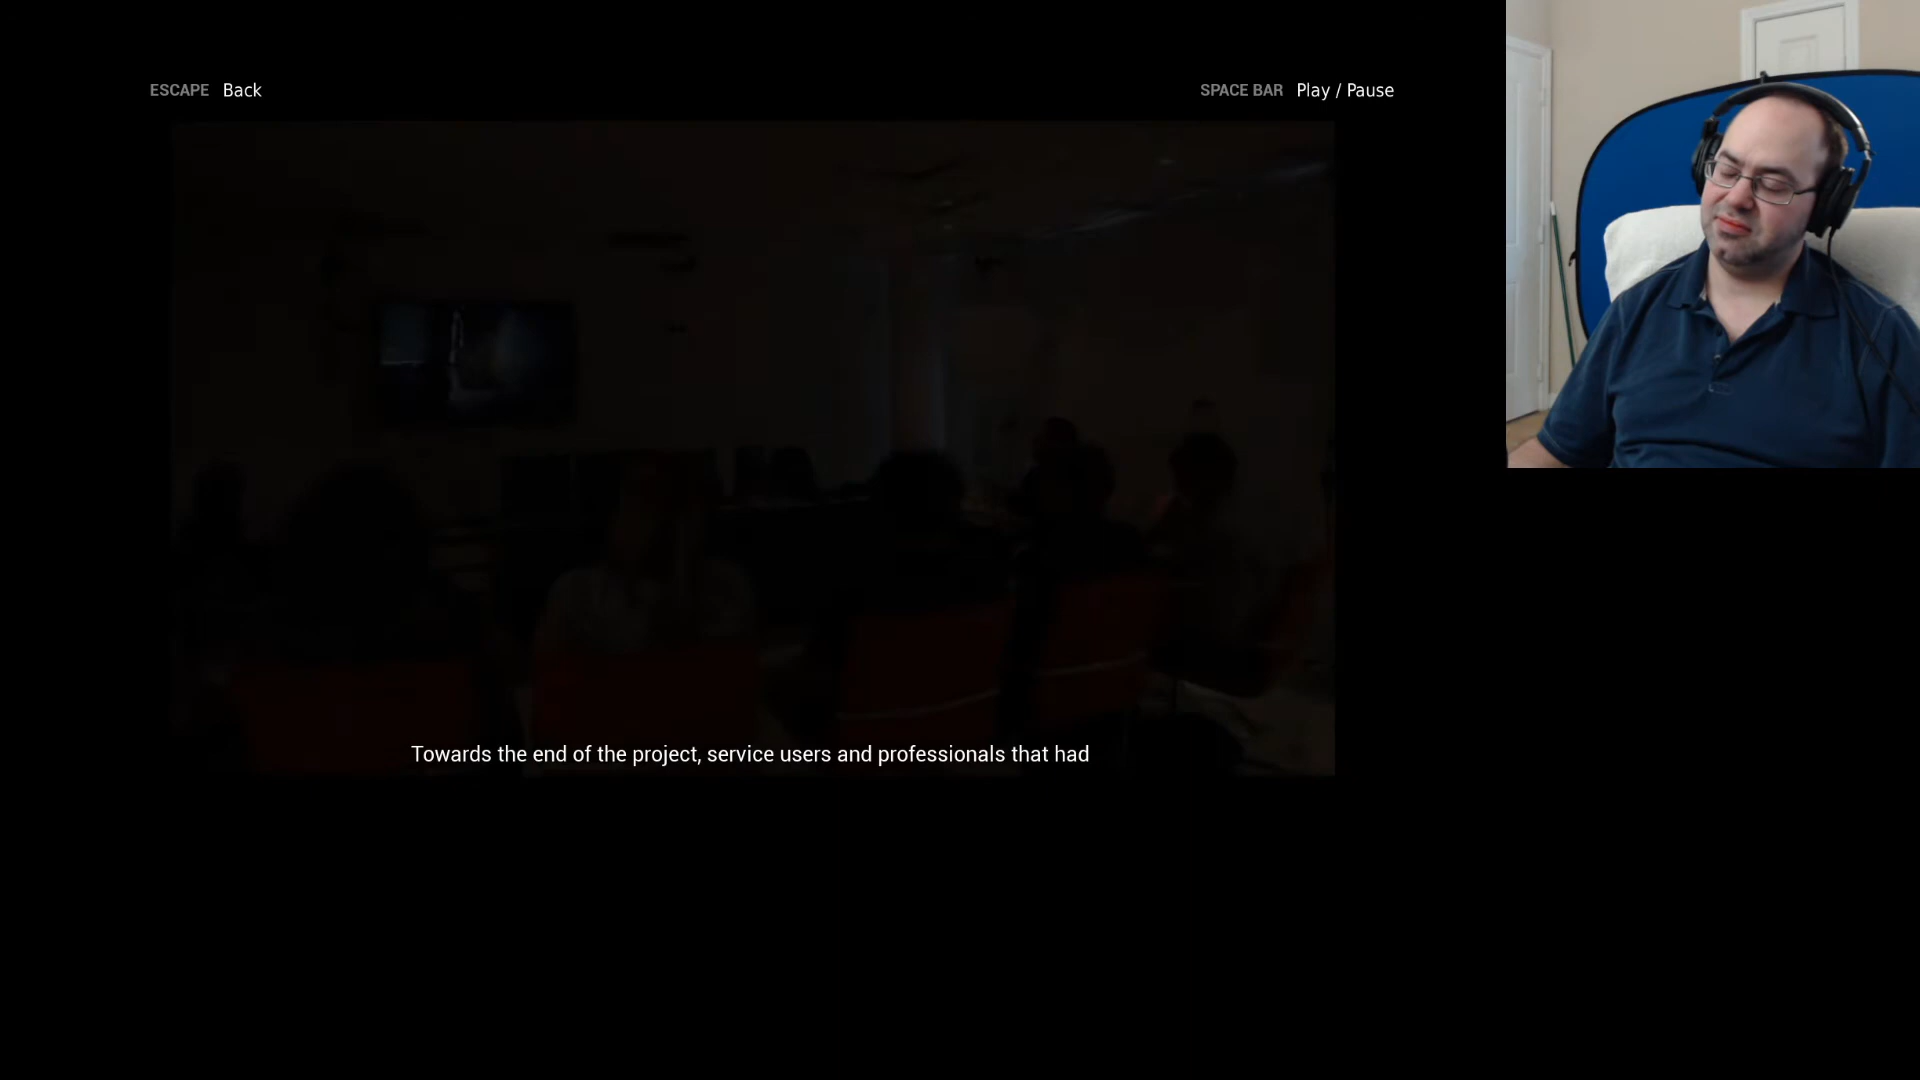 ESCAPE Back
SPACE BAR Play / Pause
Towards the end of the project, service users and professionals that had